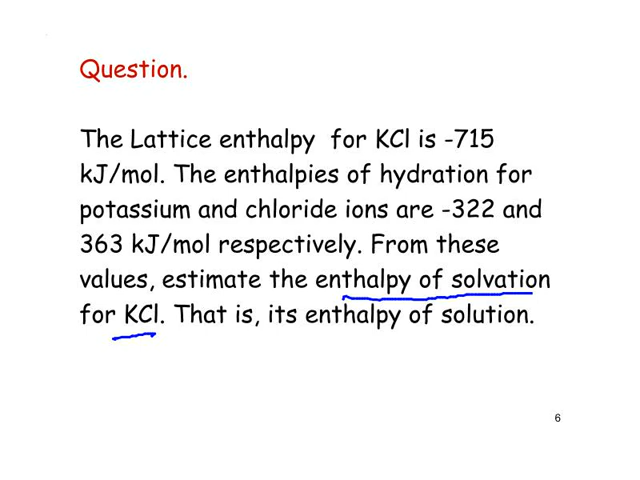 Question.
The Lattice enthalpy for KCl is -715
kJ/mol. The enthalpies of hydration for
potassium and chloride ions are -322 and
363 kJ/mol respectively. From these
values, estimate the enthalpy of solvation
for KCl. That is, its enthalpy of solution.
6